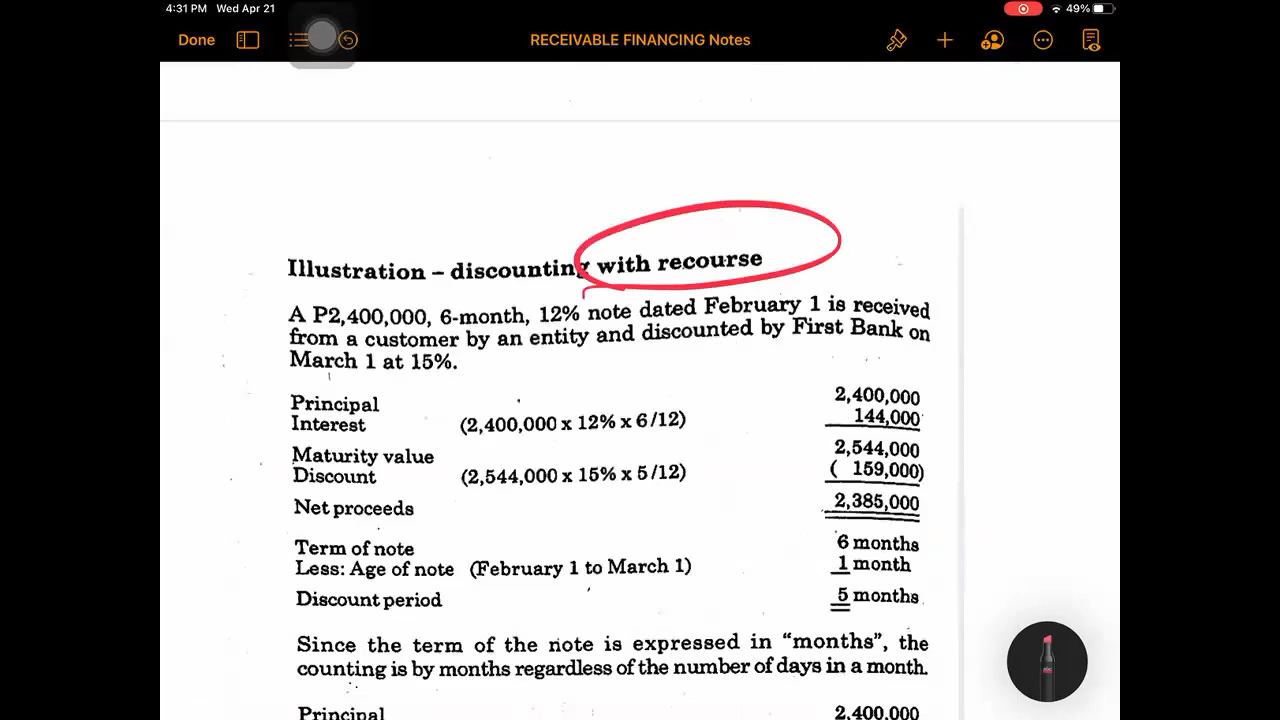 4:31 PM Wed Apr 21
49%
Done
RECEIVABLE FINANCING Notes
Illustration – discounting with recourse
A P2,400,000, 6-month, 12% note dated February 1 is received
from a customer by an entity and discounted by First Bank on
March 1 at 15%.
Principal 2,400,000
Interest (2,400,000 x 12% x 6/12) 144,000
Maturity value 2,544,000
Discount (2,544,000 x 15% x 5/12) ( 159,000)
Net proceeds 2,385,000
Term of note 6 months
Less: Age of note (February 1 to March 1) 1 month
Discount period 5 months
Since the term of the note is expressed in "months", the
counting is by months regardless of the number of days in a month.
Principal 2,400,000